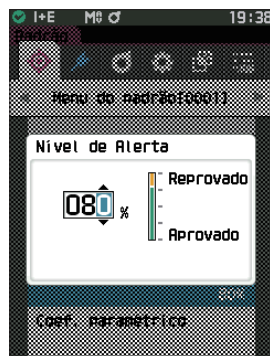 I+E M0 19:38
Padrão
Menu do padrão[0001]
Nível de Alerta
Reprovado
080 %
Aprovado
80%
Coef. paramétrico